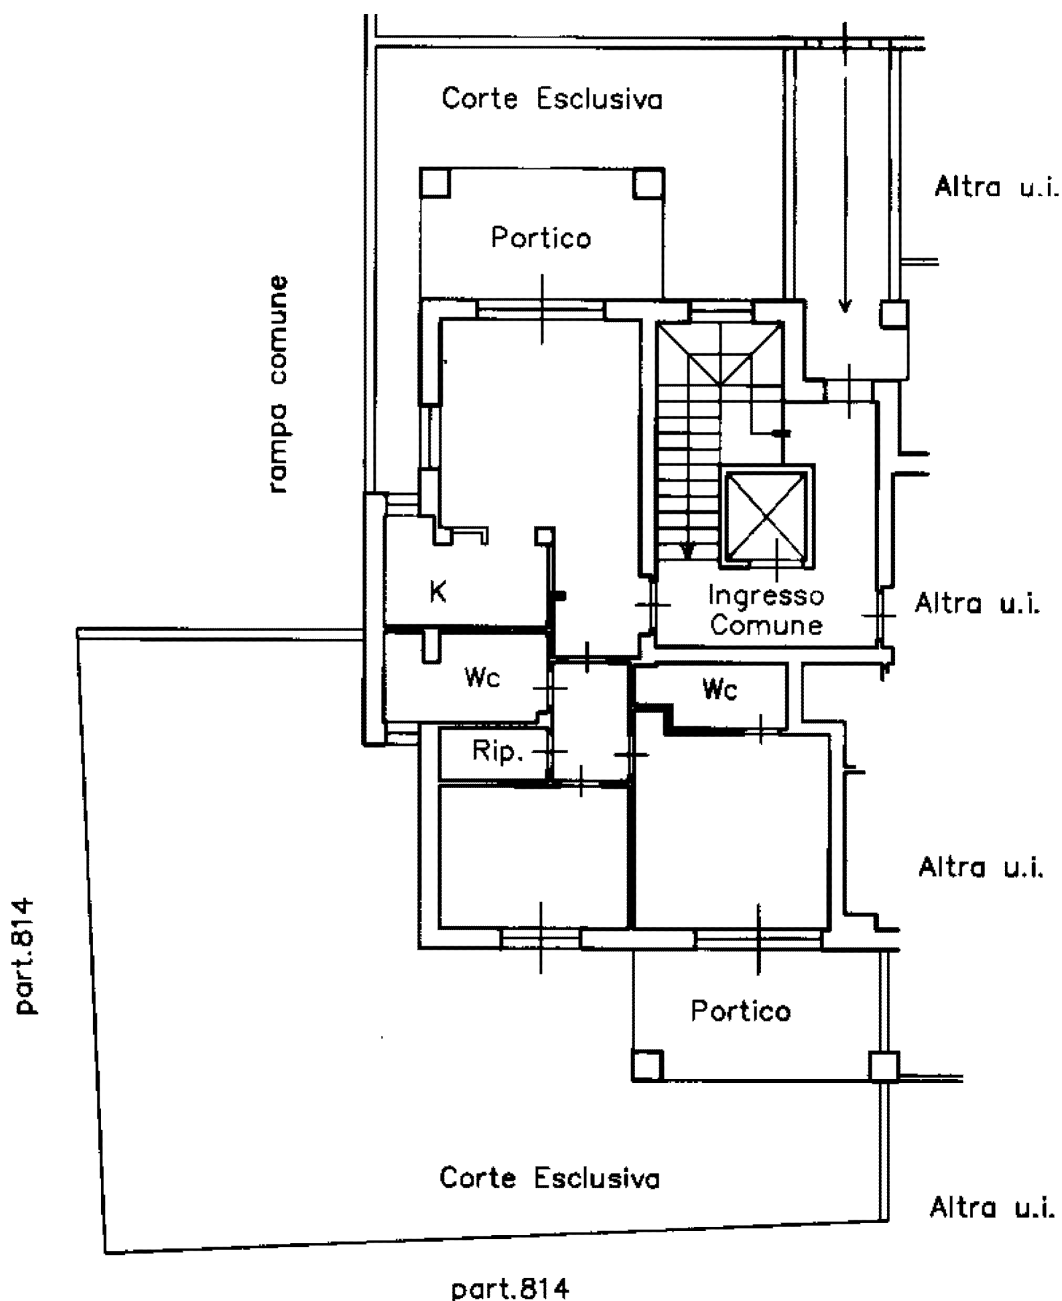 Corte Esclusiva
Altra u.i.
Portico
rampa comune
K
Ingresso
Comune
Altra u.i.
Wc
Wc
Rip.
Altra u.i.
part.814
Portico
Corte Esclusiva
Altra u.i.
part.814